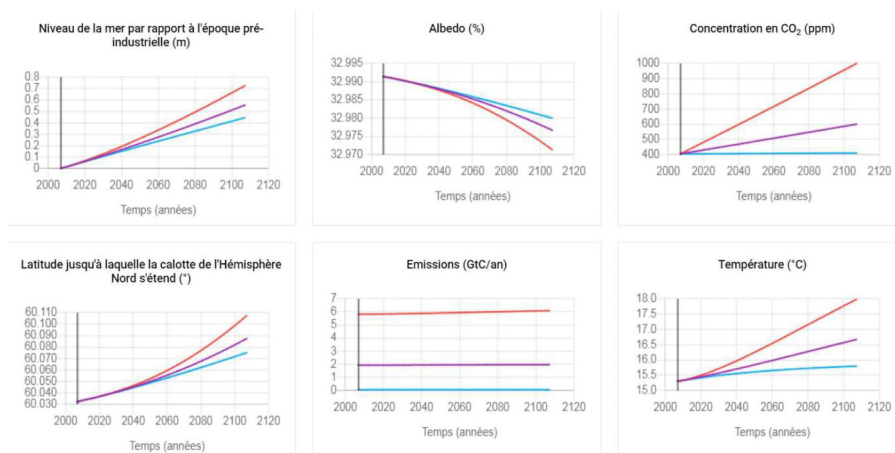 Niveau de la mer par rapport à l'époque pré-
industrielle (m)
0.8
0.7
0.6
0.5
0.4
0.3
0.2
0.1
0
2000 2020 2040 2060 2080 2100 2120
Temps (années)
Albedo (%)
32.995
32.990
32.985
32.980
32.975
32.970
2000 2020 2040 2060 2080 2100 2120
Temps (années)
Concentration en CO₂ (ppm)
1000
900
800
700
600
500
400
2000 2020 2040 2060 2080 2100 2120
Temps (années)
Latitude jusqu'à laquelle la calotte de l'Hémisphère
Nord s'étend (°)
60.110
60.100
60.090
60.080
60.070
60.060
60.050
60.040
60.030
2000 2020 2040 2060 2080 2100 2120
Temps (années)
Emissions (GtC/an)
7
6
5
4
3
2
1
0
2000 2020 2040 2060 2080 2100 2120
Temps (années)
Température (°C)
18.0
17.5
17.0
16.5
16.0
15.5
15.0
2000 2020 2040 2060 2080 2100 2120
Temps (années)